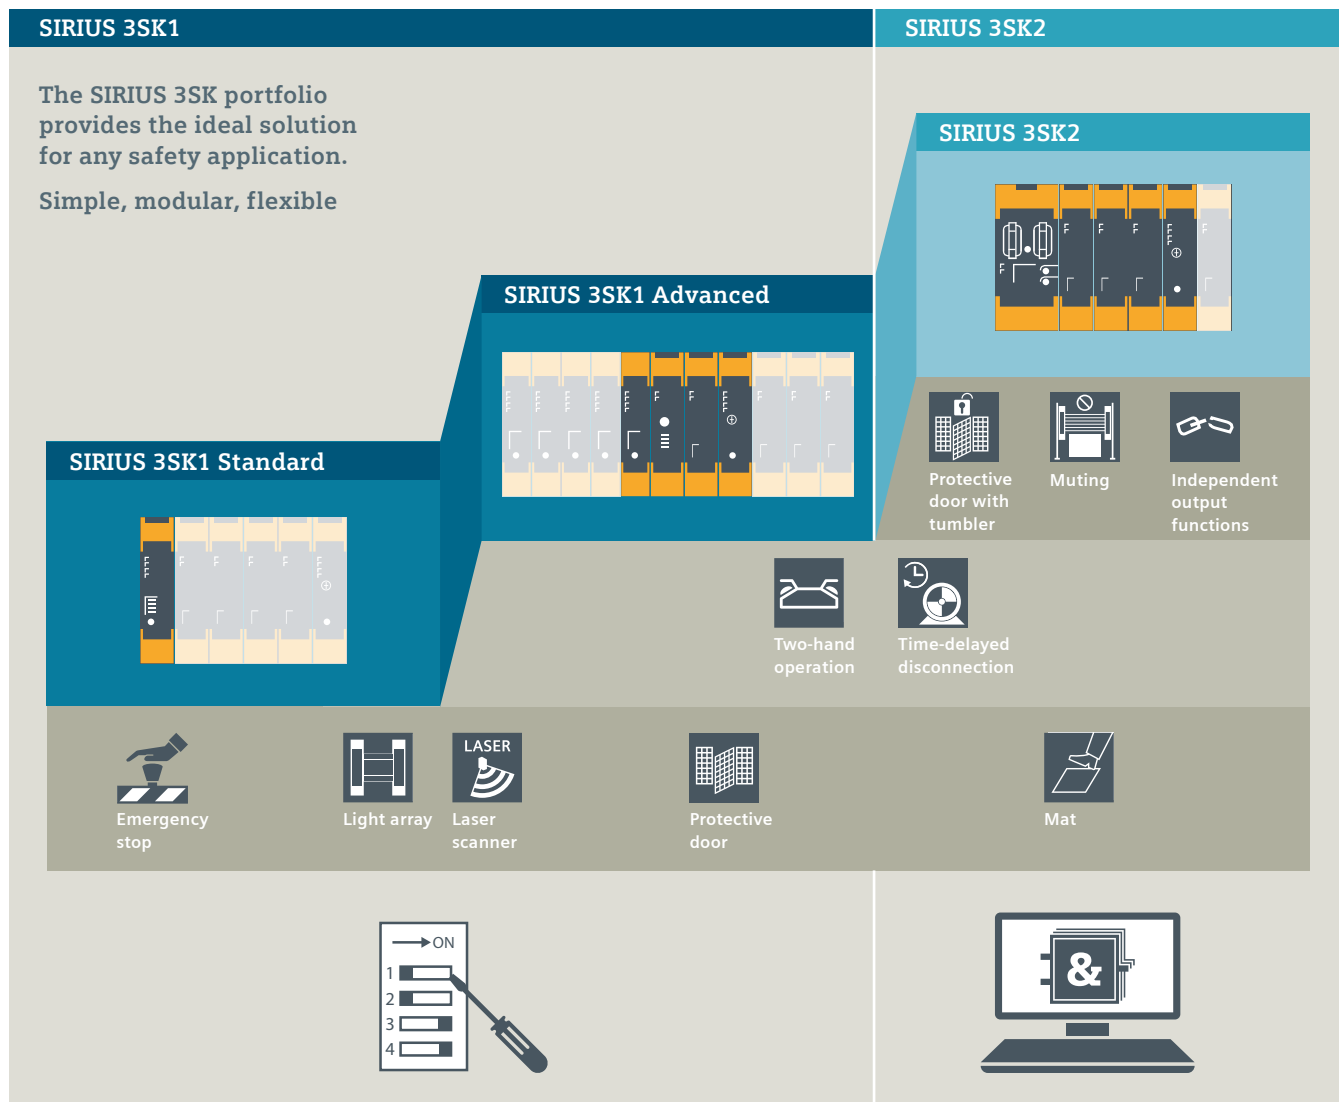 SIRIUS 3SK1
SIRIUS 3SK2
The SIRIUS 3SK portfolio
provides the ideal solution
for any safety application.
Simple, modular, flexible
SIRIUS 3SK2
SIRIUS 3SK1 Advanced
SIRIUS 3SK1 Standard
Protective
door with
tumbler
Muting
Independent
output
functions
Two-hand
operation
Time-delayed
disconnection
LASER
Emergency
stop
Light array
Laser
scanner
Protective
door
Mat
ON
1
2
3
4
&